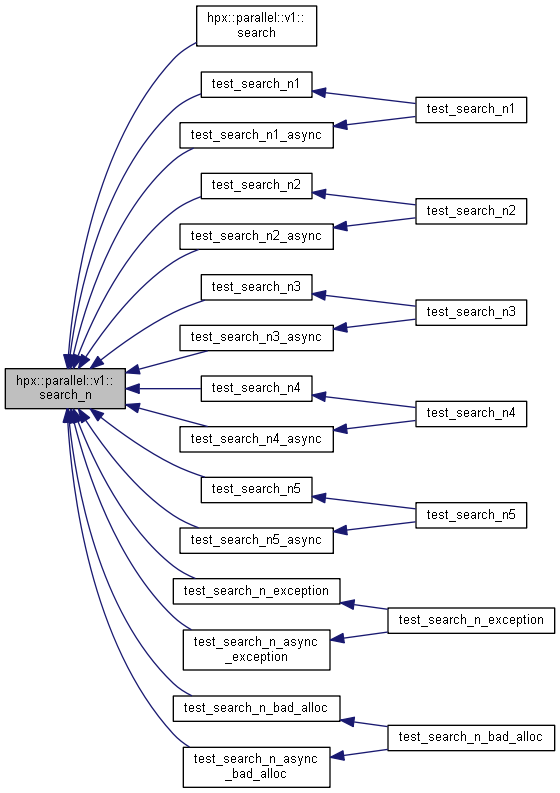 hpx::parallel::v1::
search
test_search_n1
test_search_n1
test_search_n1_async
test_search_n2
test_search_n2
test_search_n2_async
test_search_n3
test_search_n3
test_search_n3_async
hpx::parallel::v1::
search_n
test_search_n4
test_search_n4
test_search_n4_async
test_search_n5
test_search_n5
test_search_n5_async
test_search_n_exception
test_search_n_exception
test_search_n_async
_exception
test_search_n_bad_alloc
test_search_n_bad_alloc
test_search_n_async
_bad_alloc